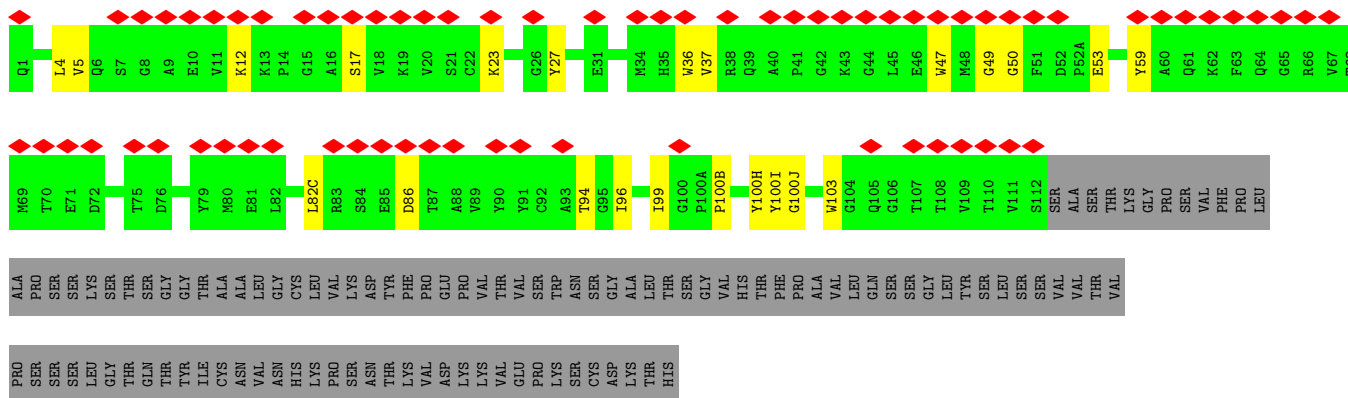 Q1 L4 V5 Q6 S7 G8 A9 E10 V11 K12 K13 P14 G15 A16 S17 V18 K19 V20 S21 C22 K23 G26 Y27 E31 M34 H35 W36 V37 R38 Q39 A40 P41 G42 K43 G44 L45 E46 W47 M48 G49 G50 F51 D52 P52A E53 Y59 A60 Q61 K62 F63 Q64 G65 R66 V67
M69 T70 E71 D72 T75 D76 Y79 M80 E81 L82 L82C R83 S84 E85 D86 T87 A88 V89 Y90 Y91 C92 A93 T94 G95 I96 I99 G100 P100A P100B Y100H Y100I G100J W103 G104 Q105 G106 T107 T108 V109 T110 V111 S112 SER ALA SER THR LYS GLY PRO SER VAL PHE PRO LEU
ALA PRO SER SER LYS SER THR SER GLY GLY THR ALA ALA LEU GLY CYS LEU VAL LYS ASP TYR PHE PRO GLU PRO VAL THR VAL SER TRP ASN SER GLY ALA LEU THR SER GLY VAL HIS THR PHE PRO ALA VAL LEU GLN SER SER GLY LEU TYR SER LEU SER SER VAL VAL THR VAL
PRO SER SER SER LEU GLY THR GLN THR TYR ILE CYS ASN VAL ASN HIS LYS PRO SER ASN THR LYS VAL ASP LYS LYS VAL GLU PRO LYS SER CYS ASP LYS THR HIS